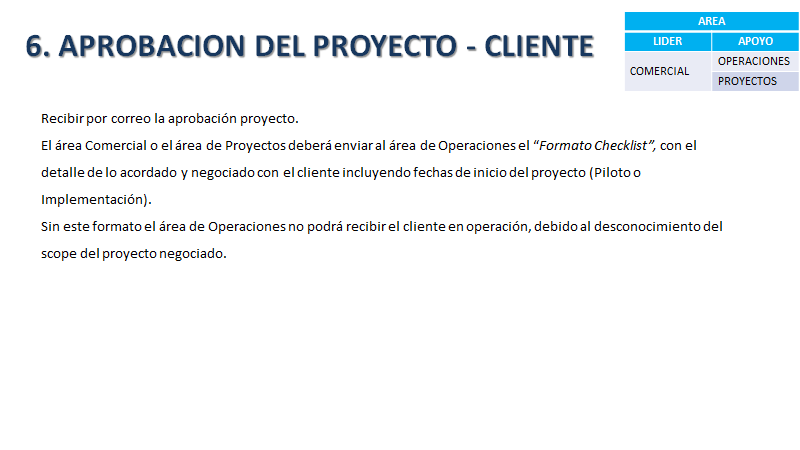 6. APROBACION DEL PROYECTO - CLIENTE
AREA
LIDER APOYO
COMERCIAL
OPERACIONES
PROYECTOS
Recibir por correo la aprobación proyecto.
El área Comercial o el área de Proyectos deberá enviar al área de Operaciones el “Formato Checklist”, con el
detalle de lo acordado y negociado con el cliente incluyendo fechas de inicio del proyecto (Piloto o
Implementación).
Sin este formato el área de Operaciones no podrá recibir el cliente en operación, debido al desconocimiento del
scope del proyecto negociado.